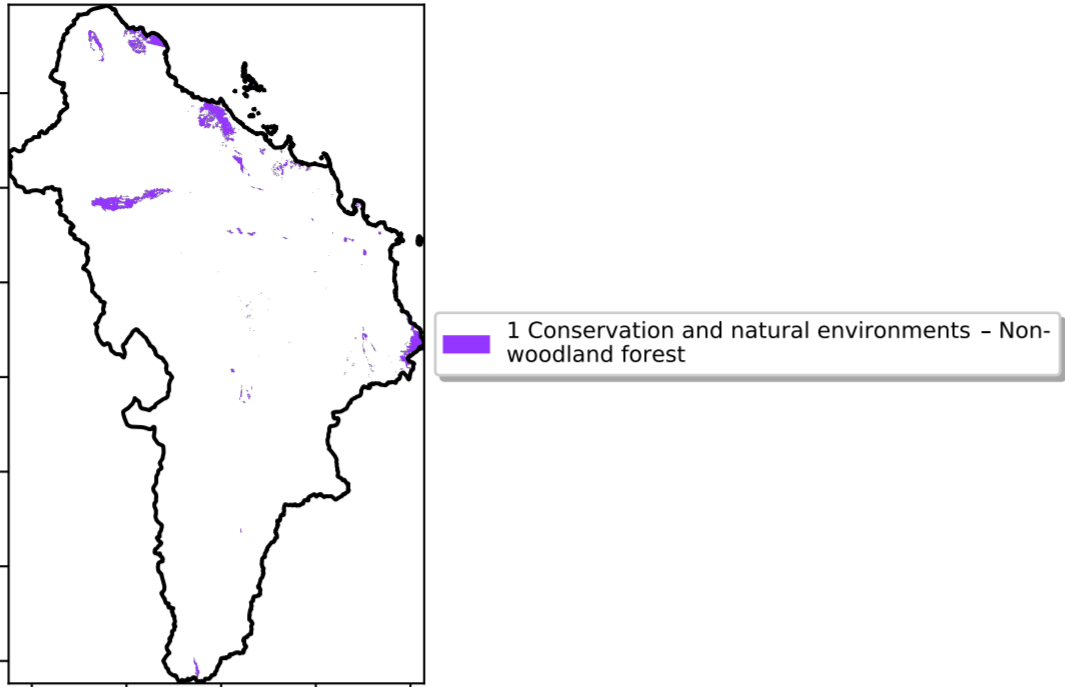 1 Conservation and natural environments – Non-
woodland forest